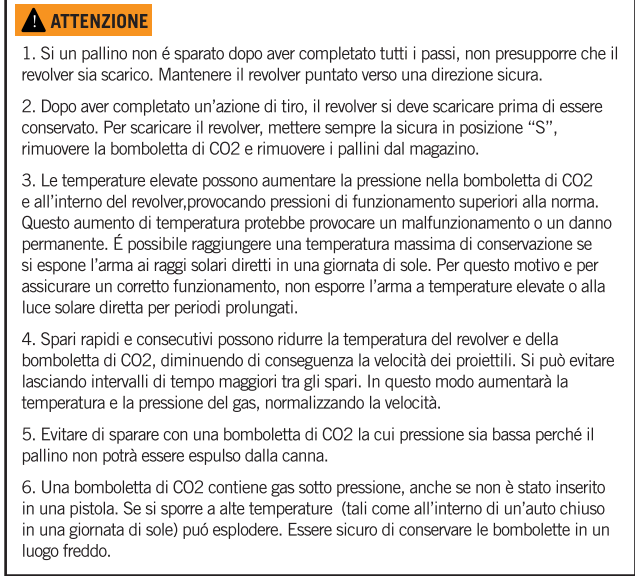 ATTENZIONE
1. Si un pallino non é sparato dopo aver completato tutti i passi, non presupporre che il
revolver sia scarico. Mantenere il revolver puntato verso una direzione sicura.
2. Dopo aver completato un'azione di tiro, il revolver si deve scaricare prima di essere
conservato. Per scaricare il revolver, mettere sempre la sicura in posizione “S”,
rimuovere la bomboletta di CO2 e rimuovere i pallini dal magazino.
3. Le temperature elevate possono aumentare la pressione nella bomboletta di CO2
e all'interno del revolver,provocando pressioni di funzionamento superiori alla norma.
Questo aumento di temperatura protebbe provocare un malfunzionamento o un danno
permanente. É possibile raggiungere una temperatura massima di conservazione se
si espone l'arma ai raggi solari diretti in una giornata di sole. Per questo motivo e per
assicurare un corretto funzionamento, non esporre l'arma a temperature elevate o alla
luce solare diretta per periodi prolungati.
4. Spari rapidi e consecutivi possono ridurre la temperatura del revolver e della
bomboletta di CO2, diminuendo di conseguenza la velocità dei proiettili. Si può evitare
lasciando intervalli di tempo maggiori tra gli spari. In questo modo aumentarà la
temperatura e la pressione del gas, normalizzando la velocità.
5. Evitare di sparare con una bomboletta di CO2 la cui pressione sia bassa perché il
pallino non potrà essere espulso dalla canna.
6. Una bomboletta di CO2 contiene gas sotto pressione, anche se non è stato inserito
in una pistola. Se si sporre a alte temperature (tali come all'interno di un'auto chiuso
in una giornata di sole) puó esplodere. Essere sicuro di conservare le bombolette in un
luogo freddo.